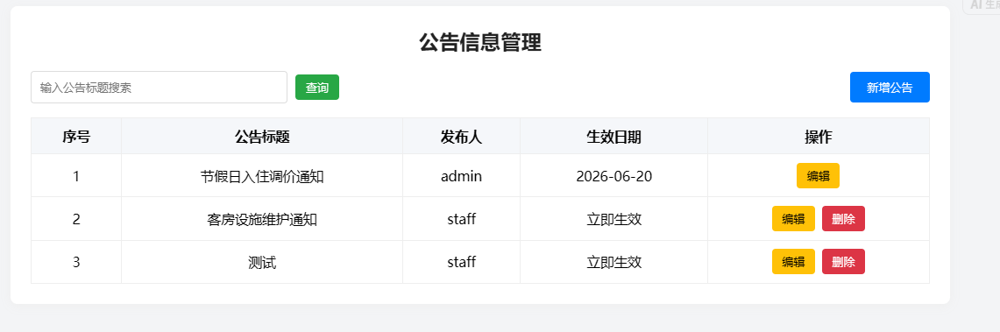 AI 生成
公告信息管理
输入公告标题搜索 查询 新增公告
序号 公告标题 发布人 生效日期 操作
1 节假日入住调价通知 admin 2026-06-20 编辑
2 客房设施维护通知 staff 立即生效 编辑 删除
3 测试 staff 立即生效 编辑 删除